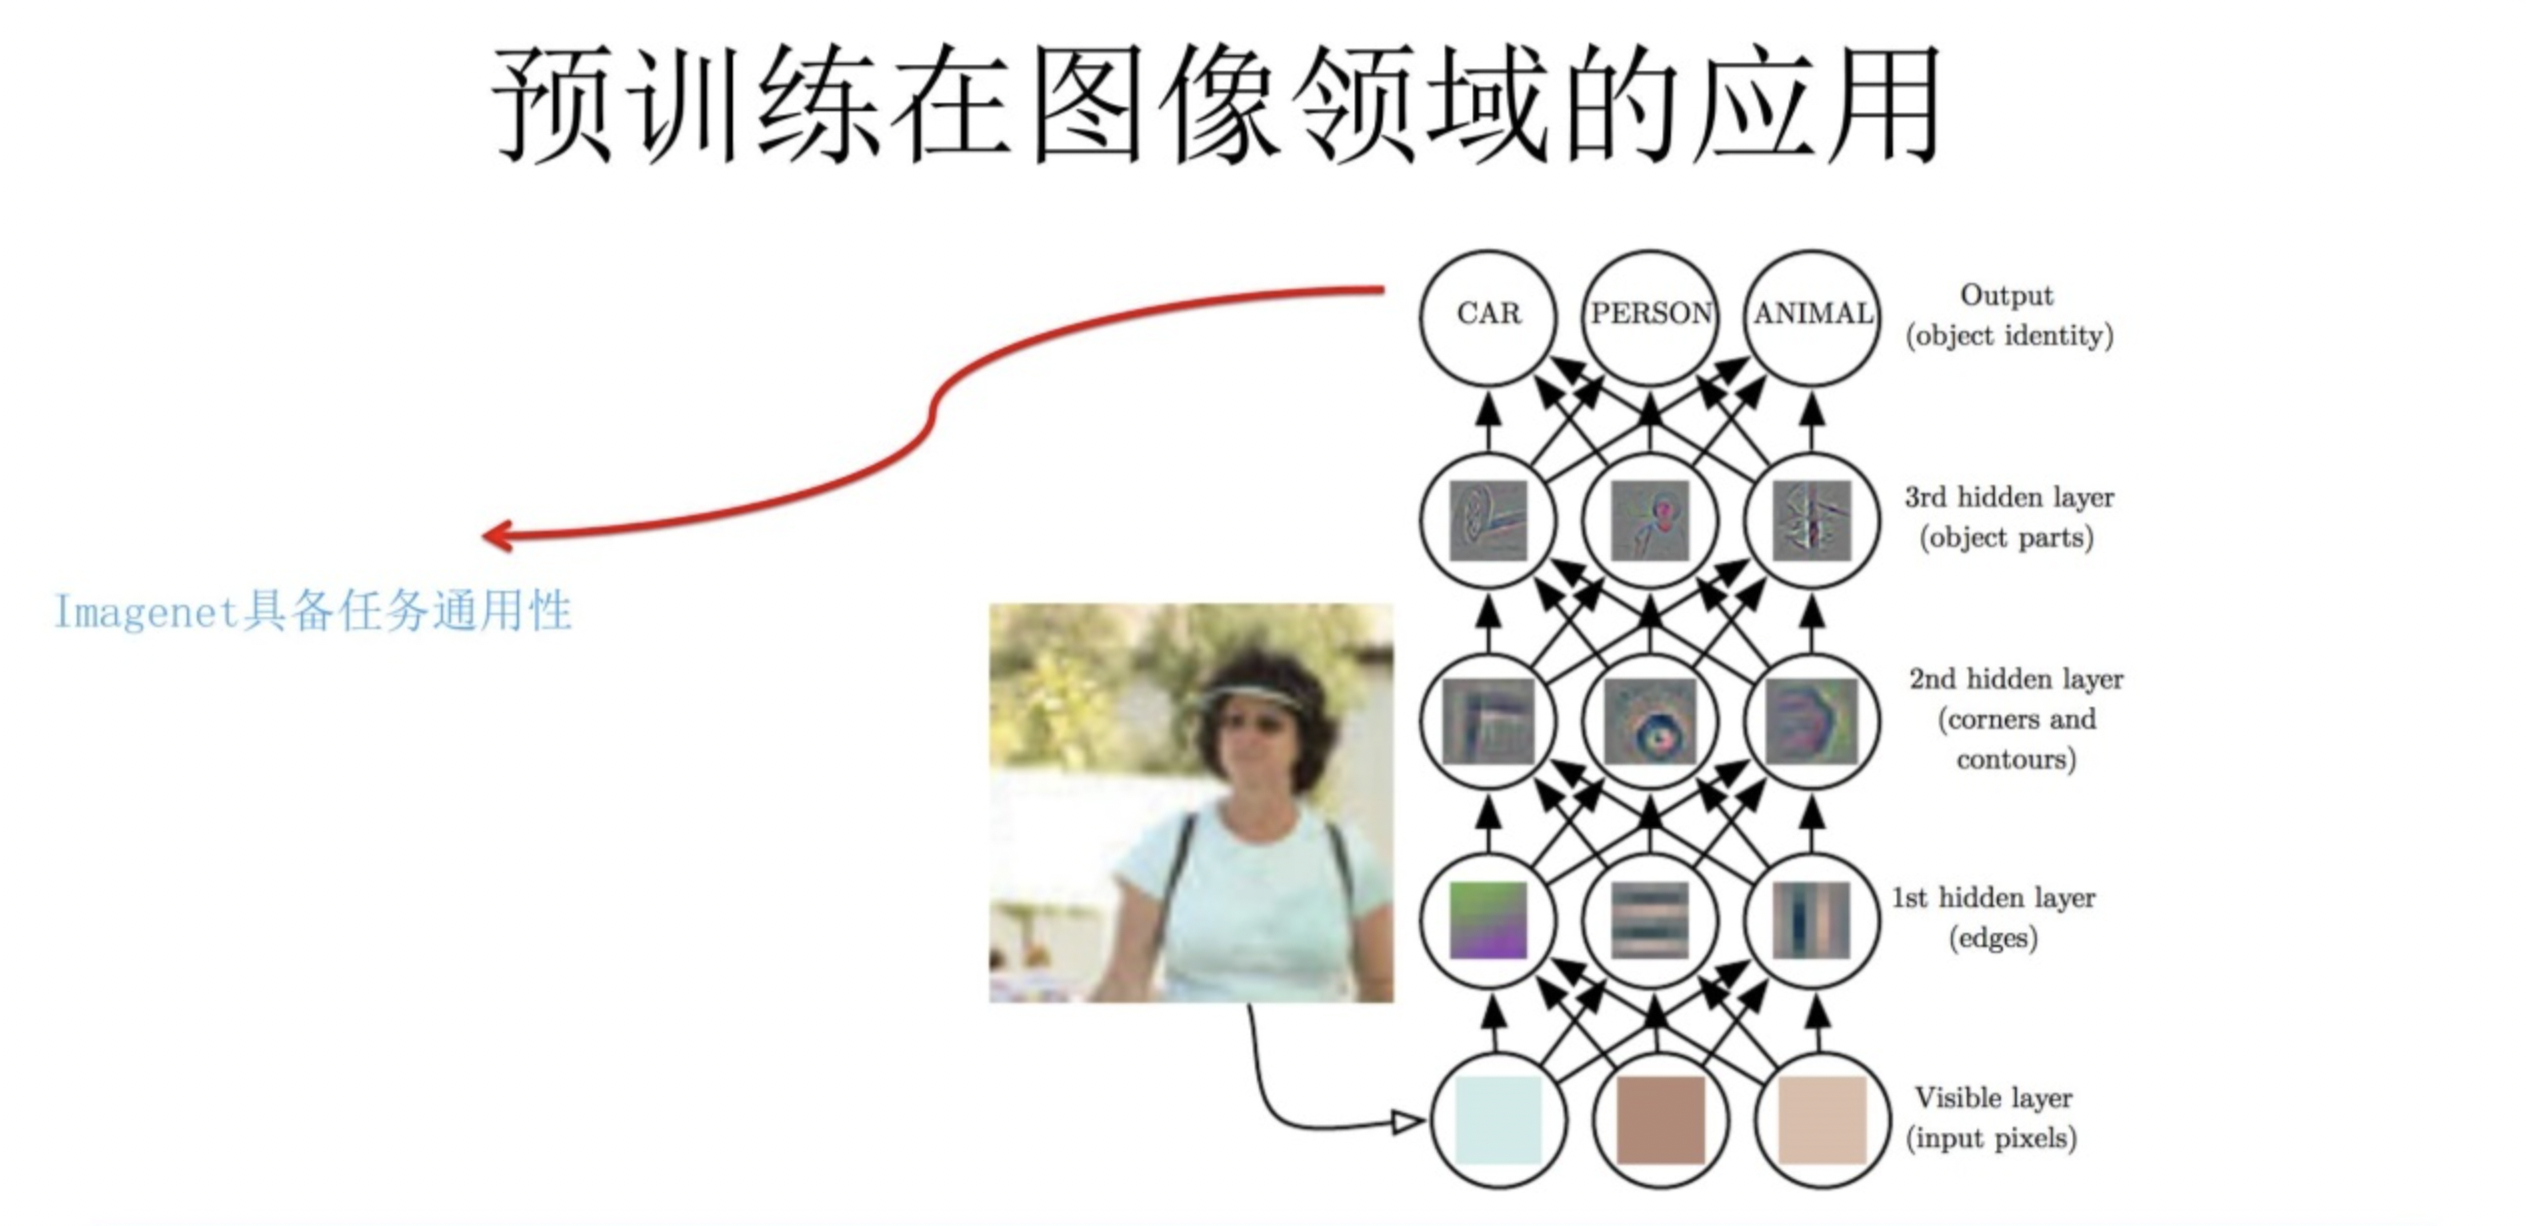 预训练在图像领域的应用
CAR
PERSON
ANIMAL
Output
(object identity)
3rd hidden layer
(object parts)
Imagenet具备任务通用性
2nd hidden layer
(corners and
contours)
1st hidden layer
(edges)
Visible layer
(input pixels)